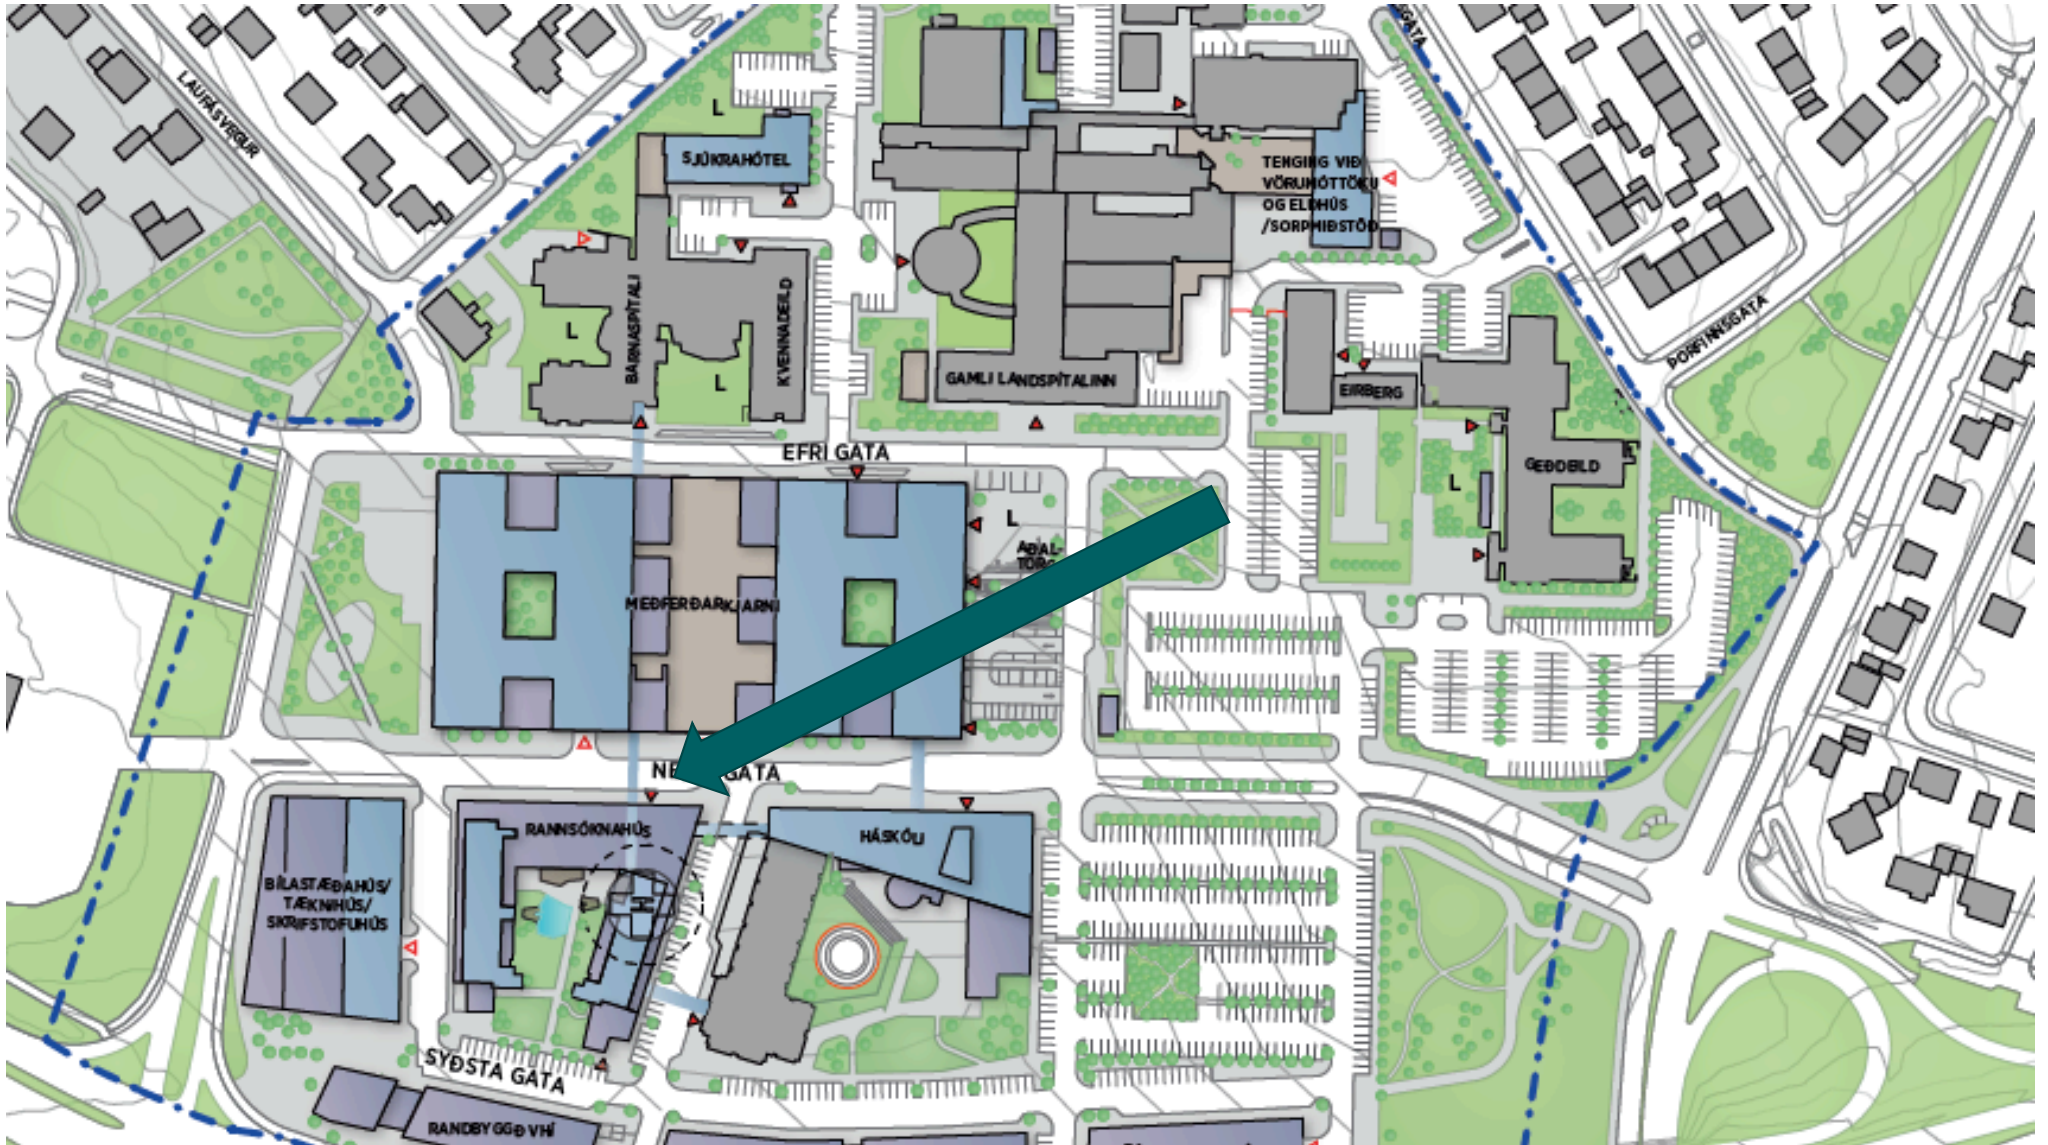 LAUFÁSVEGUR
L
SJÚKRAHÓTEL
TENGING VIÐ
VÖRUMÓTTÖKU
OG ELDHÚS
/SORPMIÐSTÖÐ
BARNASPÍTALI
KVENNADEILD
L
L
GAMLI LANDSPÍTALINN
EIRBERG
ÞORFINNSGATA
EFRI GATA
GEÐDEILD
L
L
AÐAL-
MEÐFERÐARKJARNI
GATA
RANNSÓKNAHÚS
HÁSKÓLI
BÍLASTÆÐAHÚS/
TÆKNIHÚS/
SKRIFSTOFUHÚS
H
SYÐSTA GATA
RANDBYGGÐ VHÍ